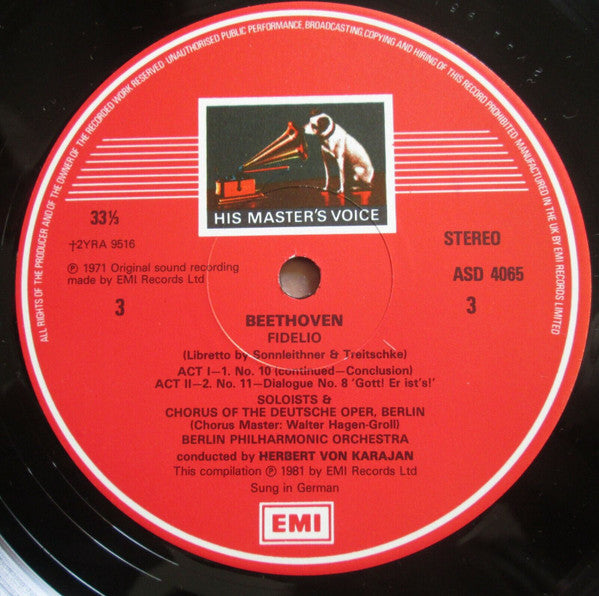 ALL RIGHTS OF THE PRODUCER AND OF THE OWNER OF THE RECORDED WORK RESERVED · UNAUTHORISED PUBLIC PERFORMANCE, BROADCASTING, COPYING AND HIRING OF THIS RECORD PROHIBITED. MANUFACTURED IN THE UK BY EMI RECORDS LIMITED
HIS MASTER'S VOICE
33⅓
†2YRA 9516
STEREO
℗ 1971 Original sound recording
made by EMI Records Ltd
ASD 4065
3
3
BEETHOVEN
FIDELIO
(Libretto by Sonnleithner & Treitschke)
ACT I—1. No. 10 (continued—Conclusion)
ACT II—2. No. 11—Dialogue No. 8 'Gott! Er ist's!'
SOLOISTS &
CHORUS OF THE DEUTSCHE OPER, BERLIN
(Chorus Master: Walter Hagen-Groll)
BERLIN PHILHARMONIC ORCHESTRA
conducted by HERBERT VON KARAJAN
This compilation ℗ 1981 by EMI Records Ltd
Sung in German
EMI